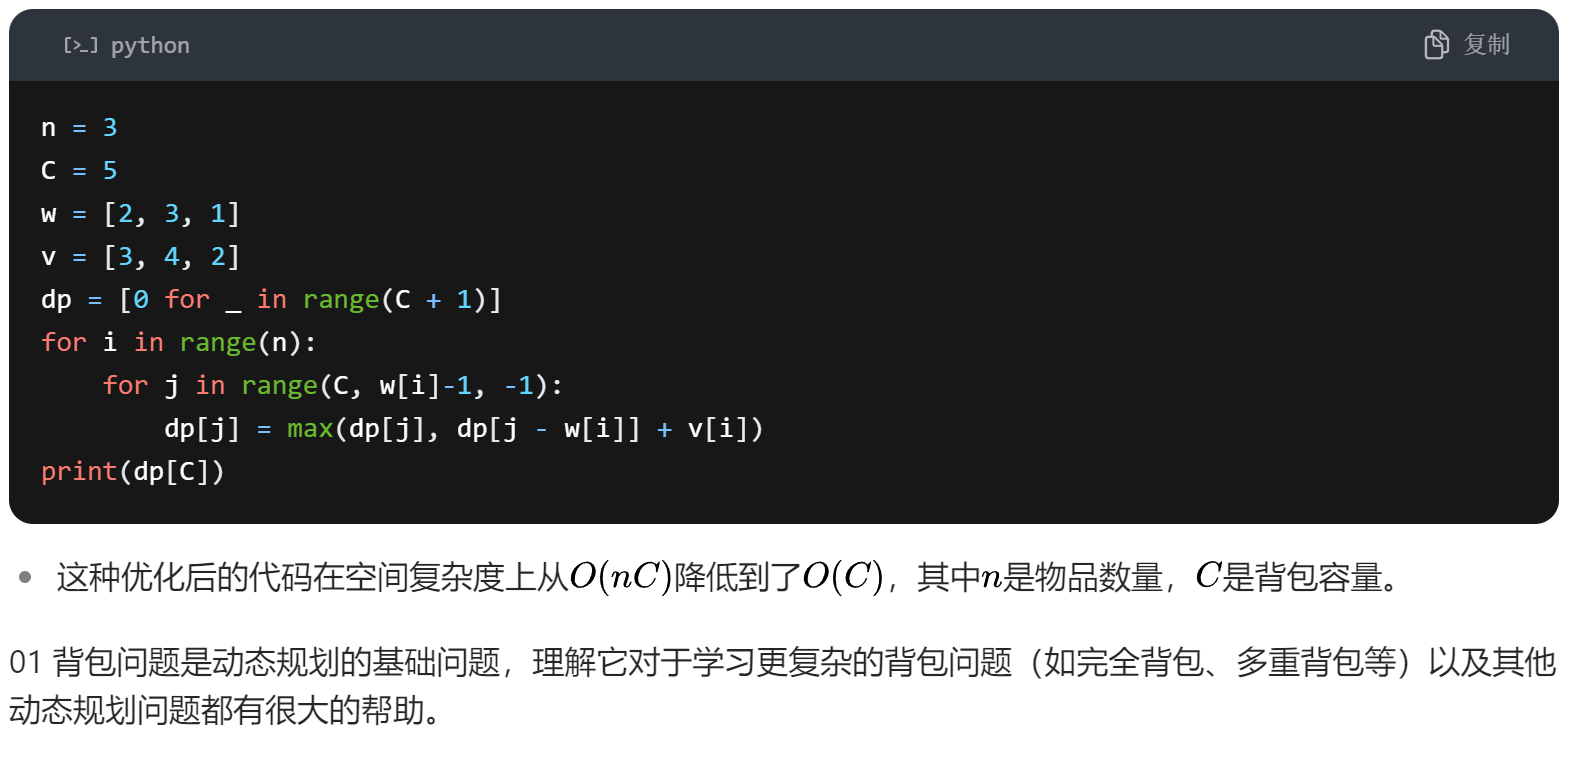 [>_] python
复制
n = 3
C = 5
w = [2, 3, 1]
v = [3, 4, 2]
dp = [0 for _ in range(C + 1)]
for i in range(n):
    for j in range(C, w[i]-1, -1):
        dp[j] = max(dp[j], dp[j - w[i]] + v[i])
print(dp[C])
• 这种优化后的代码在空间复杂度上从O(nC)降低到了O(C)，其中n是物品数量，C是背包容量。
01 背包问题是动态规划的基础问题，理解它对于学习更复杂的背包问题（如完全背包、多重背包等）以及其他
动态规划问题都有很大的帮助。